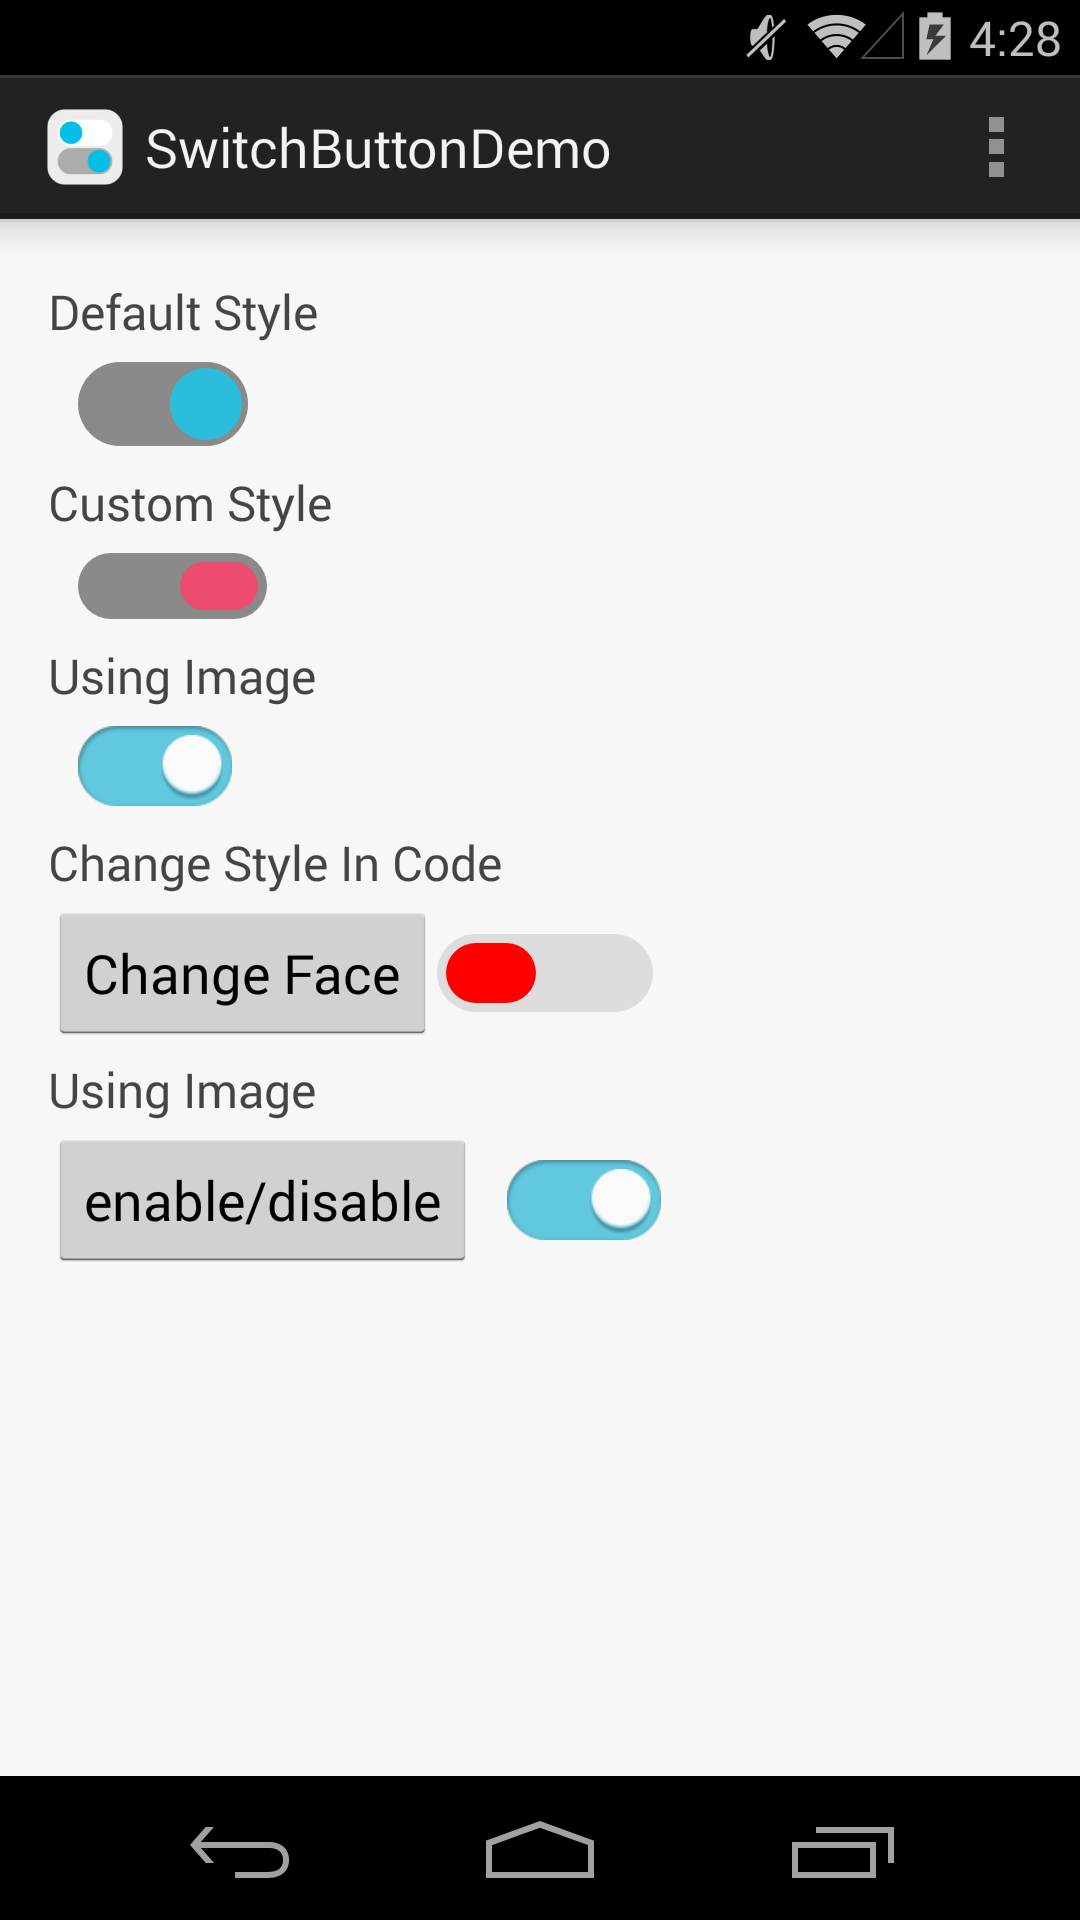 4:28
SwitchButtonDemo
Default Style
Custom Style
Using Image
Change Style In Code
Change Face
Using Image
enable/disable